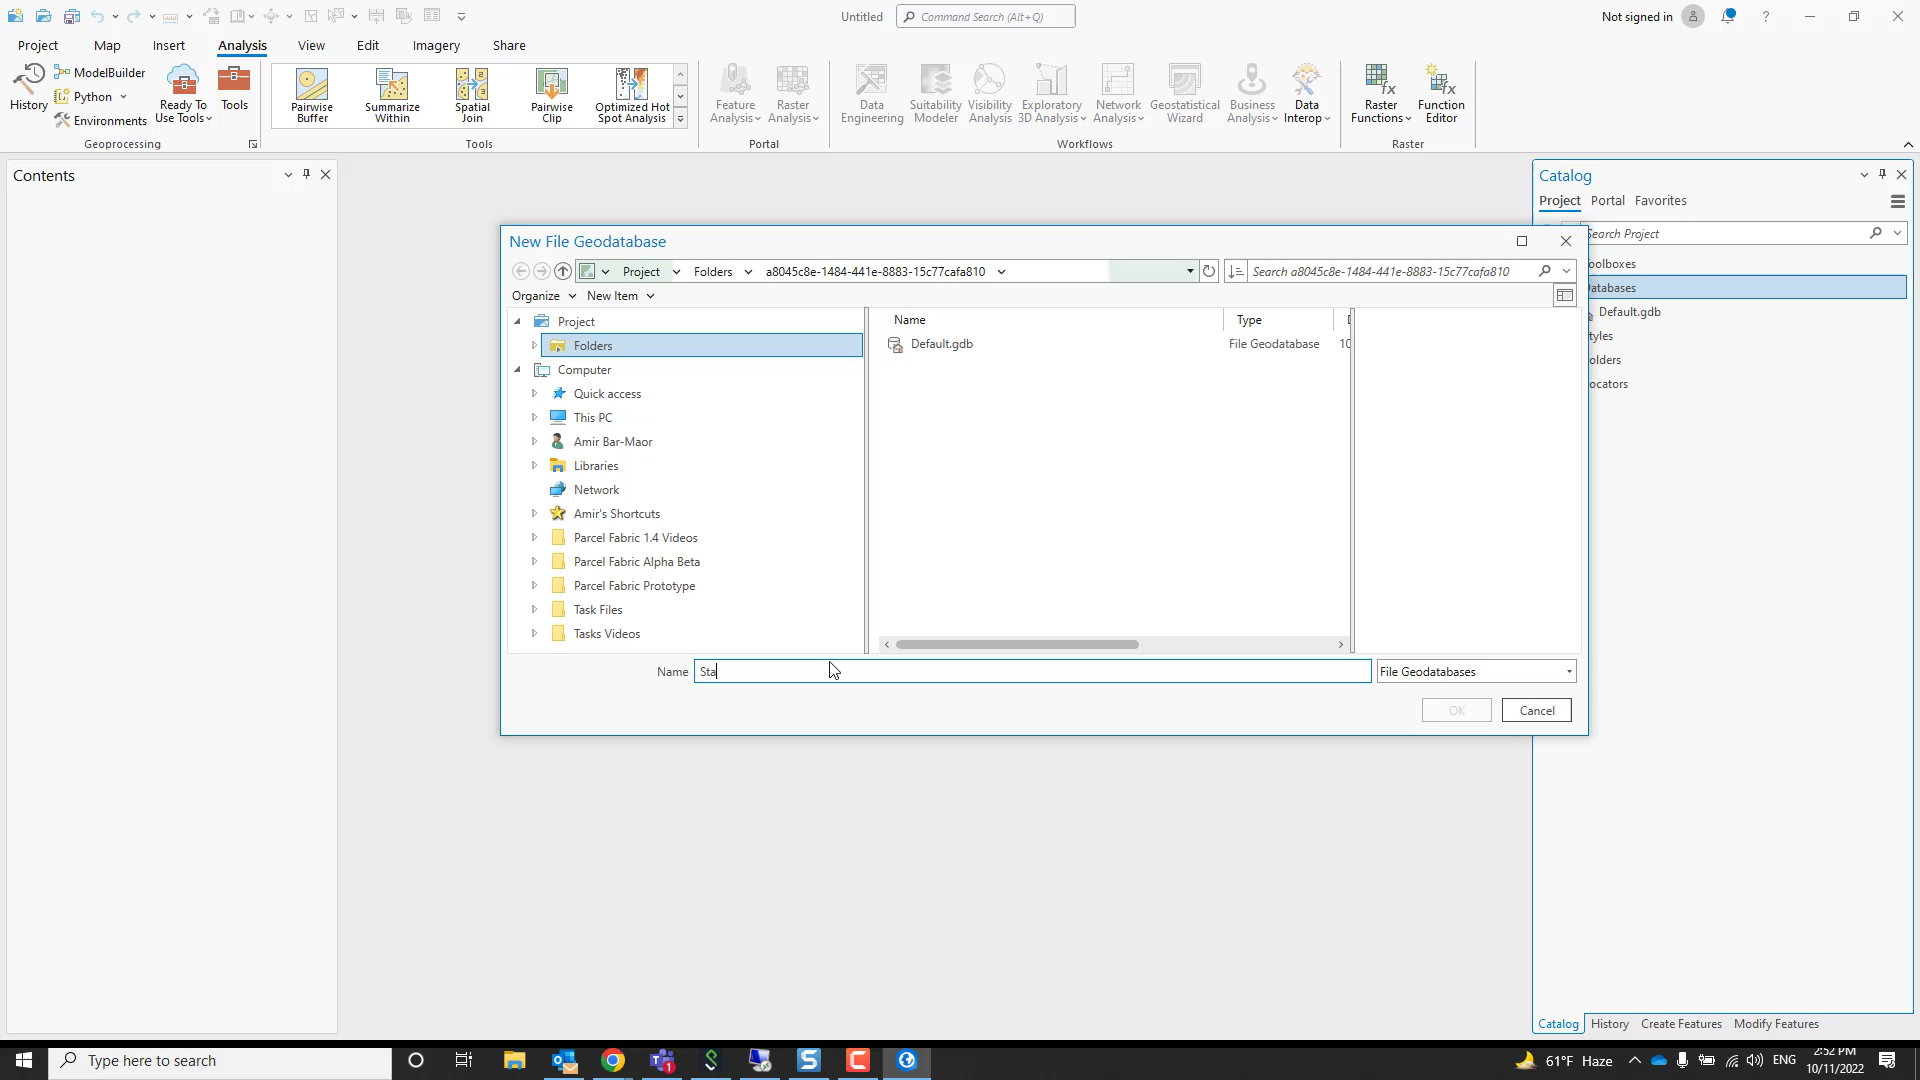 Untitled
Command Search (Alt+Q)
Not signed in
?
Project
Map
Insert
Analysis
View
Edit
Imagery
Share
History
ModelBuilder
Python
Environments
Ready To
Use Tools
Tools
Pairwise
Buffer
Summarize
Within
Spatial
Join
Pairwise
Clip
Optimized Hot
Spot Analysis
Feature
Analysis
Raster
Analysis
Data
Engineering
Suitability
Modeler
Visibility
Analysis
Exploratory
3D Analysis
Network
Analysis
Geostatistical
Wizard
Business
Analysis
Data
Interop
Raster
Functions
Function
Editor
Geoprocessing
Tools
Portal
Workflows
Raster
Contents
Catalog
Project
Portal
Favorites
Search Project
oolboxes
atabases
Default.gdb
tyles
olders
ocators
New File Geodatabase
Project
Folders
a8045c8e-1484-441e-8883-15c77cafa810
Search a8045c8e-1484-441e-8883-15c77cafa810
Organize
New Item
Project
Folders
Computer
Quick access
This PC
Amir Bar-Maor
Libraries
Network
Amir's Shortcuts
Parcel Fabric 1.4 Videos
Parcel Fabric Alpha Beta
Parcel Fabric Prototype
Task Files
Tasks Videos
Name
Type
Default.gdb
File Geodatabase
10
Name
Sta
File Geodatabases
OK
Cancel
Catalog
History
Create Features
Modify Features
Type here to search
61°F Haze
ENG
2:52 PM
10/11/2022